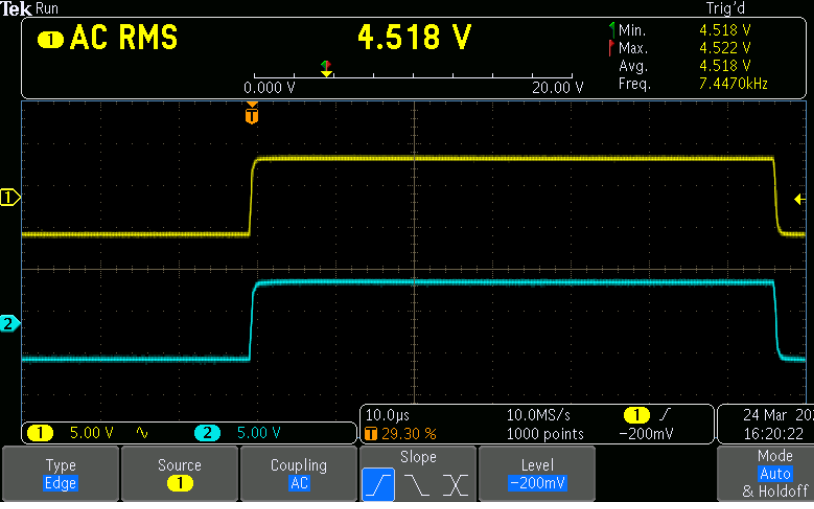 Tek Run Trig'd
1 AC RMS 4.518 V
Min. 4.518 V
Max. 4.522 V
Avg. 4.518 V
Freq. 7.4470kHz
0.000 V 20.00 V
T
1
2
10.0µs 10.0MS/s 1
T 29.30 % 1000 points -200mV
24 Mar 20
16:20:22
1 5.00 V 2 5.00 V
Type
Edge
Source
1
Coupling
AC
Slope
Level
-200mV
Mode
Auto
& Holdoff